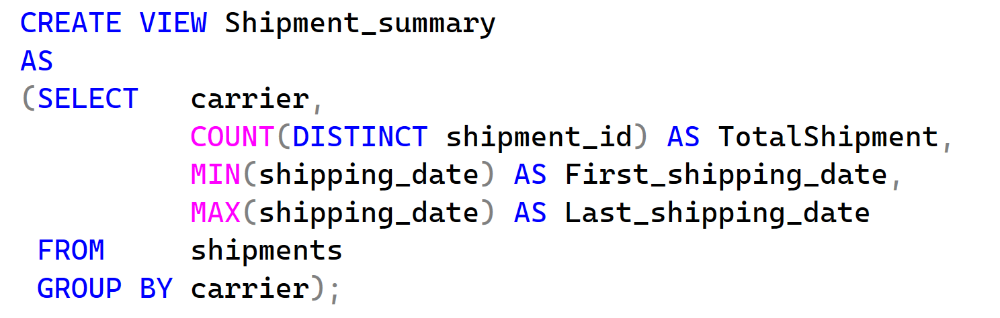 CREATE VIEW Shipment_summary
AS
(SELECT   carrier,
          COUNT(DISTINCT shipment_id) AS TotalShipment,
          MIN(shipping_date) AS First_shipping_date,
          MAX(shipping_date) AS Last_shipping_date
 FROM     shipments
 GROUP BY carrier);